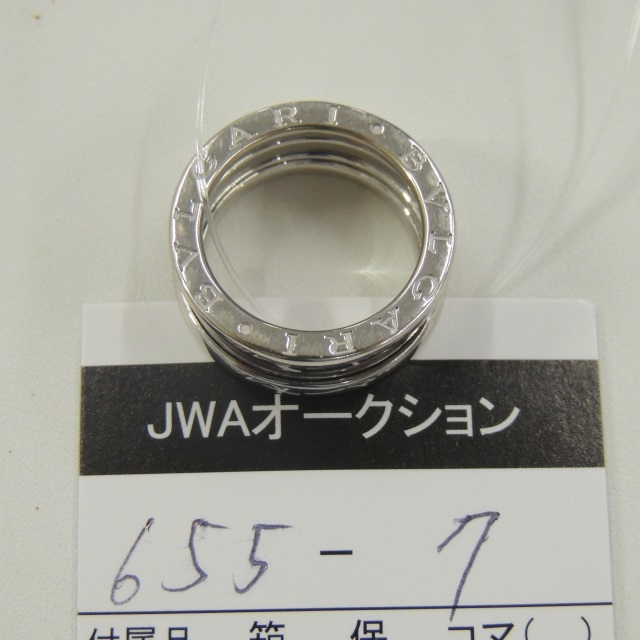 BVLGARI • BVLGARI •
JWAオークション
655-7
付属品 箱 保 コマ( )